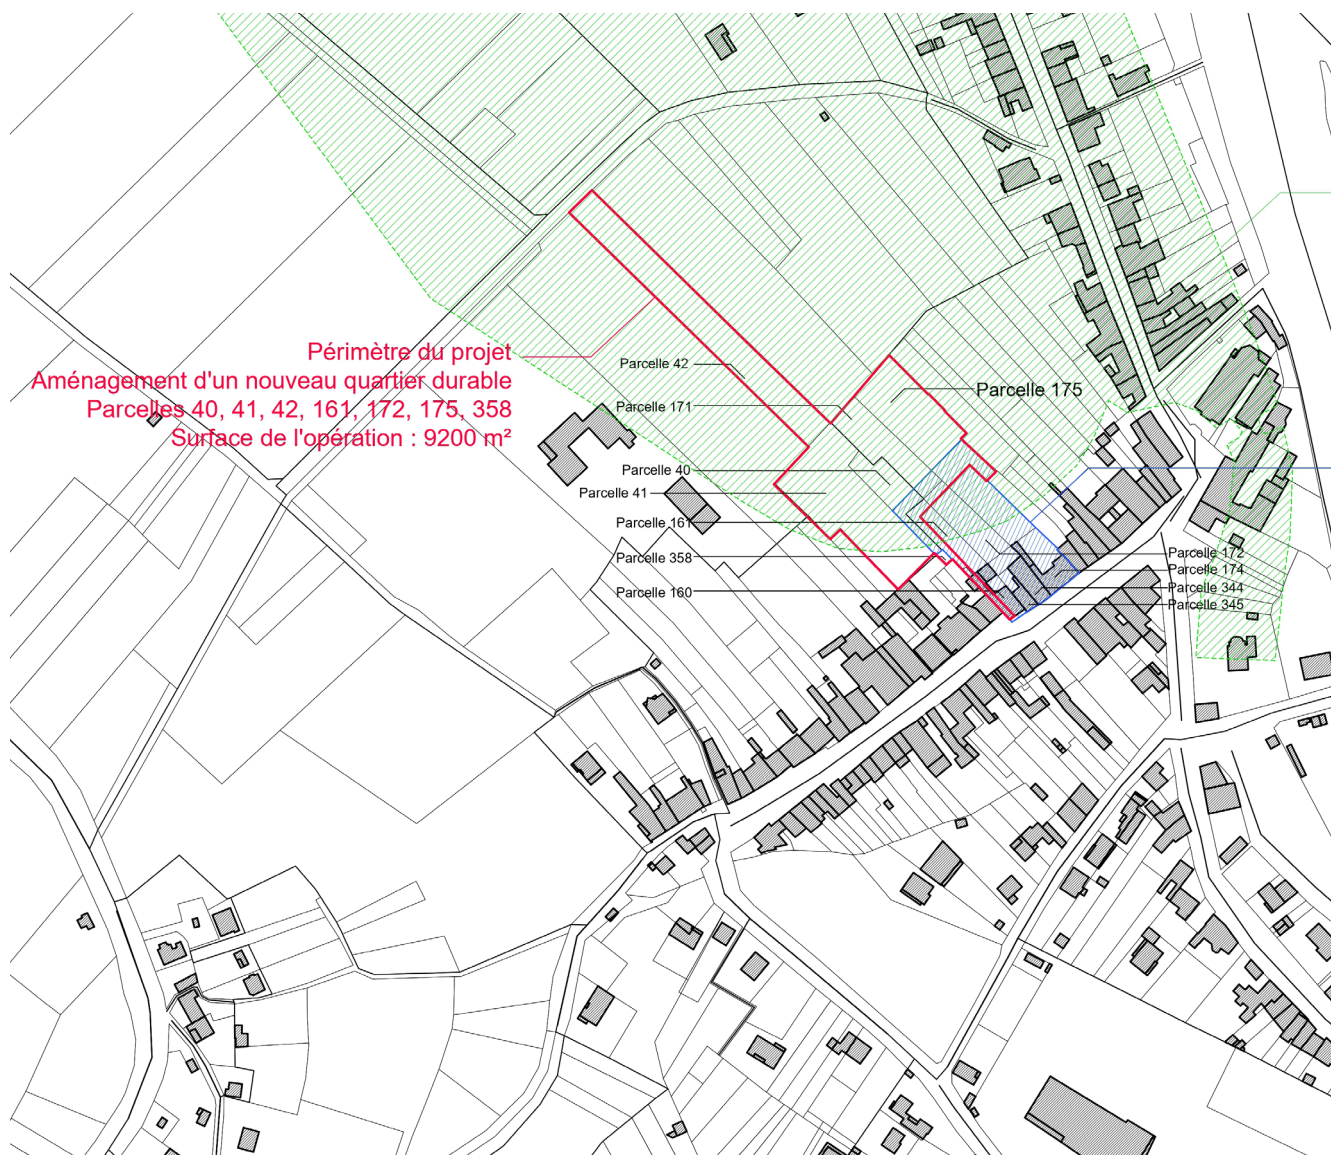 Périmètre du projet
Aménagement d'un nouveau quartier durable
Parcelles 40, 41, 42, 161, 172, 175, 358
Surface de l'opération : 9200 m²
Parcelle 42
Parcelle 175
Parcelle 171
Parcelle 40
Parcelle 41
Parcelle 161
Parcelle 358
Parcelle 160
Parcelle 172
Parcelle 174
Parcelle 344
Parcelle 345